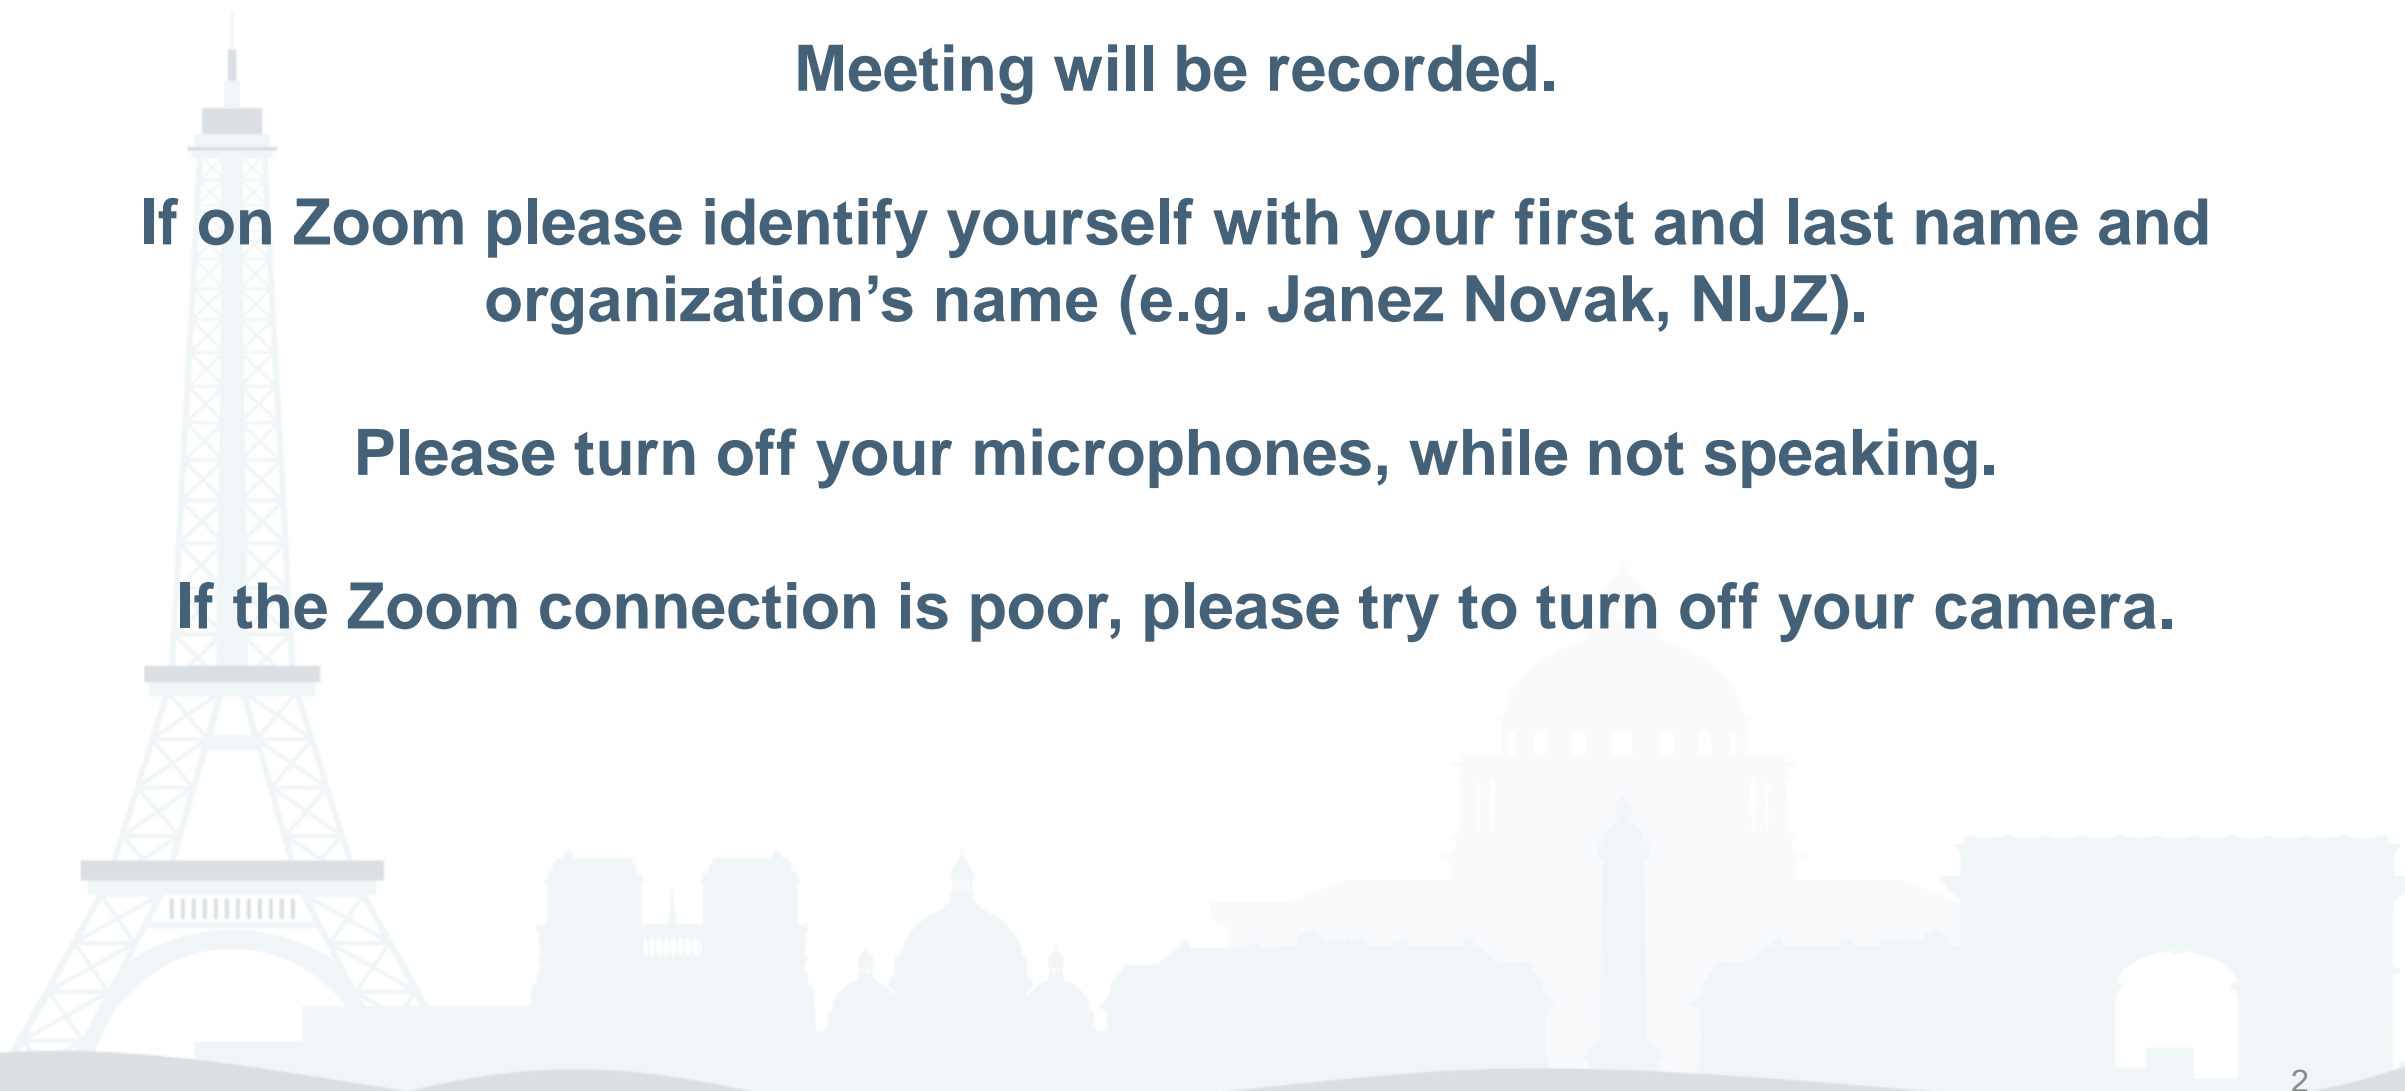 Meeting will be recorded.
If on Zoom please identify yourself with your first and last name and
organization’s name (e.g. Janez Novak, NIJZ).
Please turn off your microphones, while not speaking.
If the Zoom connection is poor, please try to turn off your camera.
2